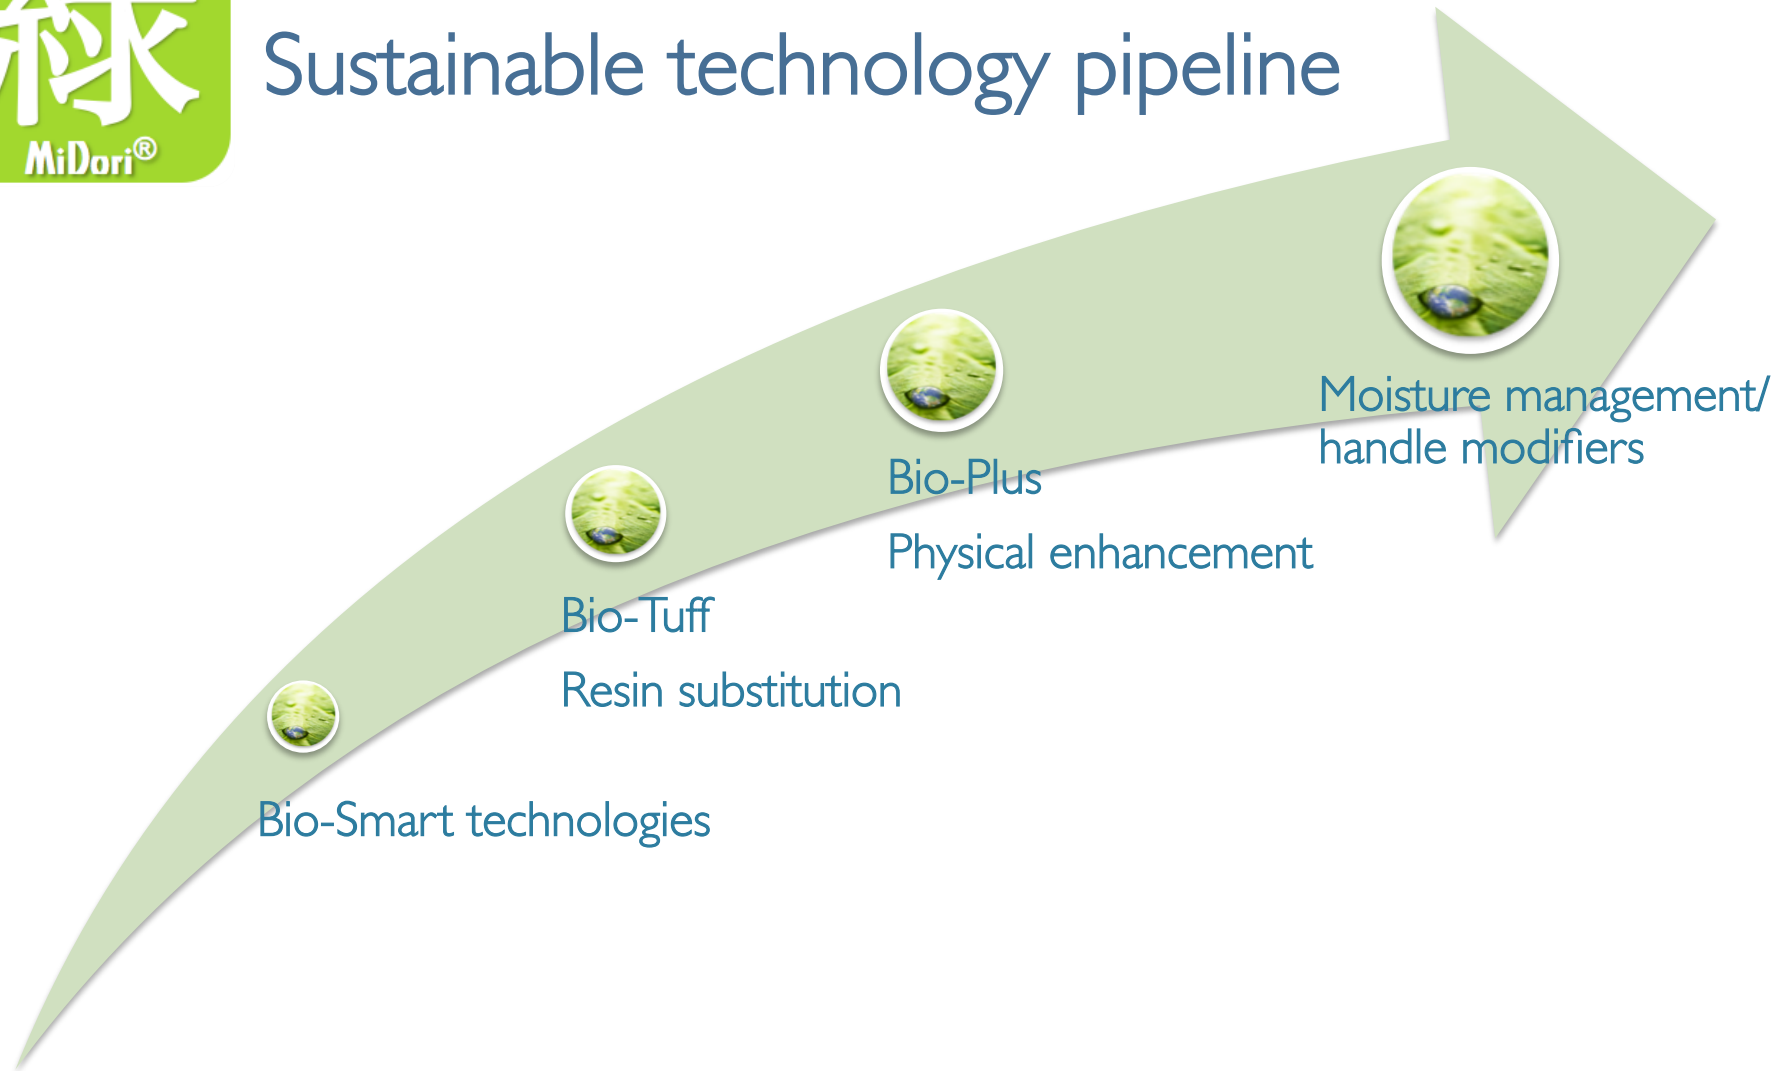 緑
MiDori®
Sustainable technology pipeline
Moisture management/
handle modifiers
Bio-Plus
Physical enhancement
Bio-Tuff
Resin substitution
Bio-Smart technologies